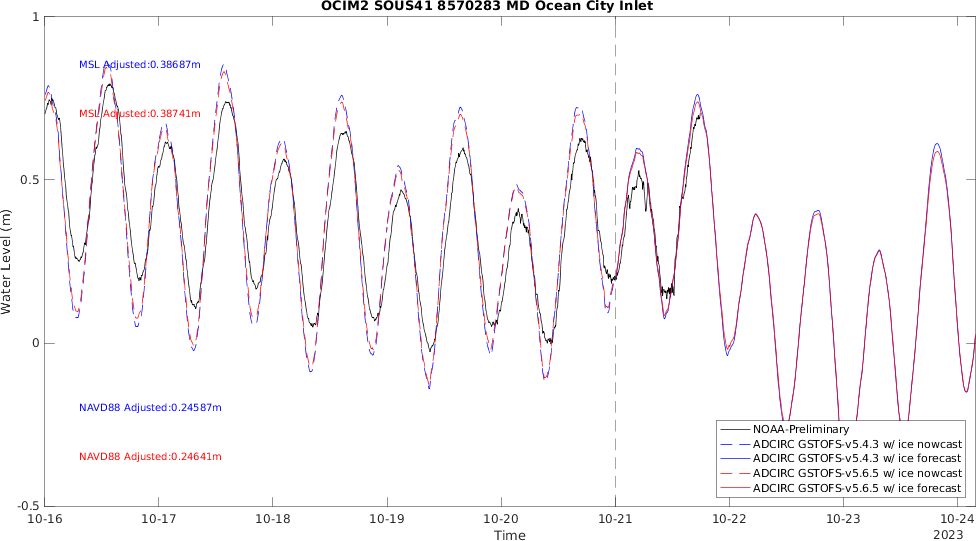 OCIM2 SOUS41 8570283 MD Ocean City Inlet
1
MSL Adjusted:0.38687m
MSL Adjusted:0.38741m
0.5
Water Level (m)
0
NAVD88 Adjusted:0.24587m
NAVD88 Adjusted:0.24641m
NOAA-Preliminary
ADCIRC GSTOFS-v5.4.3 w/ ice nowcast
ADCIRC GSTOFS-v5.4.3 w/ ice forecast
ADCIRC GSTOFS-v5.6.5 w/ ice nowcast
ADCIRC GSTOFS-v5.6.5 w/ ice forecast
-0.5
10-16 10-17 10-18 10-19 10-20 10-21 10-22 10-23 10-24
Time
2023